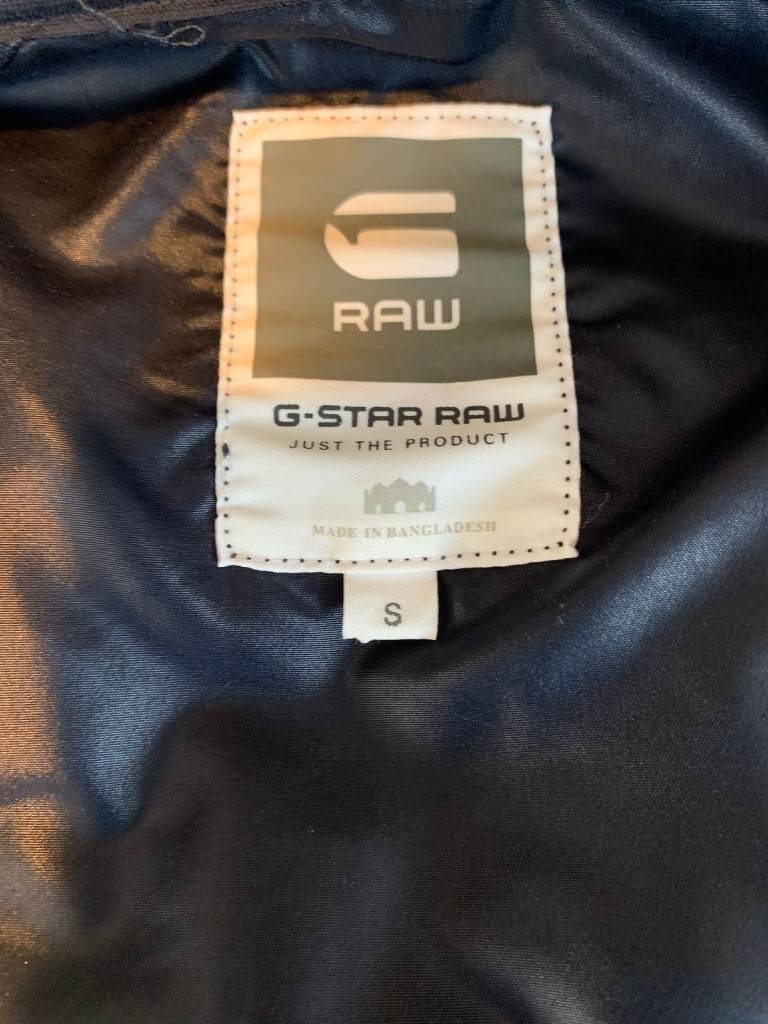 G
RAW
G-STAR RAW
JUST THE PRODUCT
MADE IN BANGLADESH
S